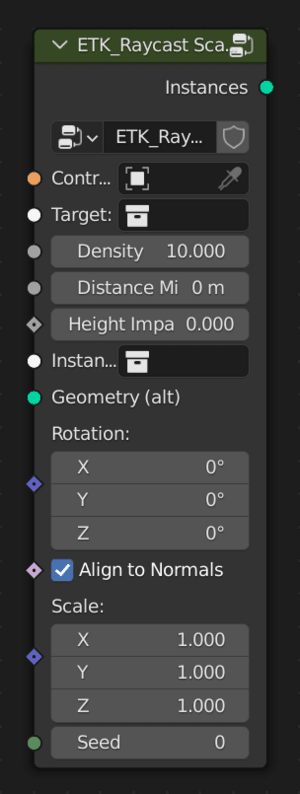 ETK_Raycast Sca...
Instances
ETK_Ray...
Contr...
Target:
Density 10.000
Distance Mi 0 m
Height Impa 0.000
Instan...
Geometry (alt)
Rotation:
X 0°
Y 0°
Z 0°
Align to Normals
Scale:
X 1.000
Y 1.000
Z 1.000
Seed 0